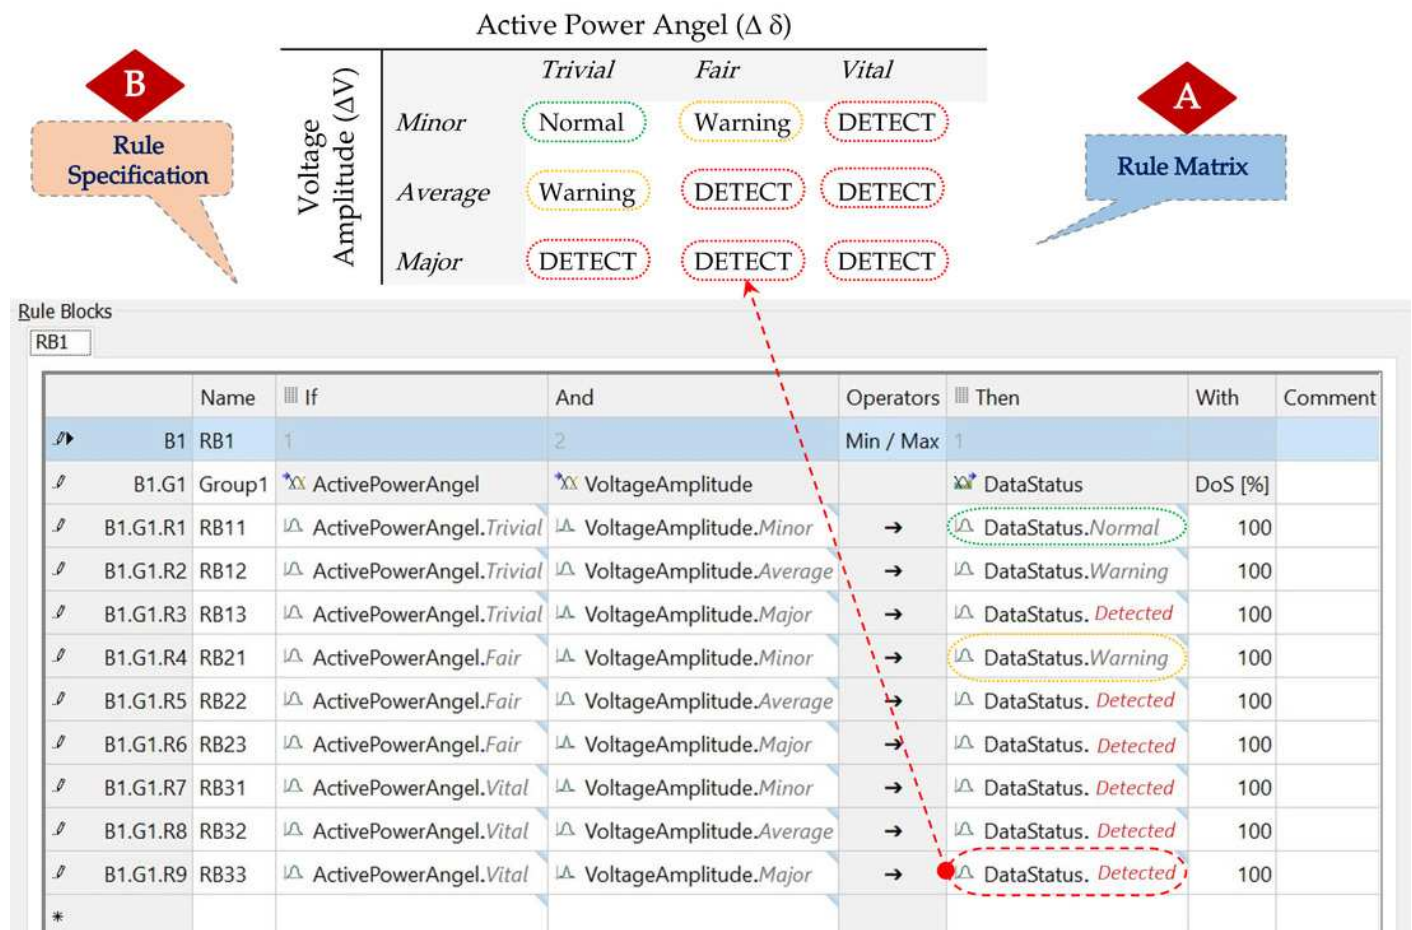 Active Power Angel (Δ δ)
B
Rule
Specification
Voltage
Amplitude (ΔV)
Trivial Fair Vital
Minor Normal Warning DETECT
Average Warning DETECT DETECT
Major DETECT DETECT DETECT
A
Rule Matrix
Rule Blocks
RB1
Name If And Operators Then With Comment
B1 RB1 1 2 Min / Max 1
B1.G1 Group1 ActivePowerAngel VoltageAmplitude DataStatus DoS [%]
B1.G1.R1 RB11 ActivePowerAngel.Trivial VoltageAmplitude.Minor → DataStatus.Normal 100
B1.G1.R2 RB12 ActivePowerAngel.Trivial VoltageAmplitude.Average → DataStatus.Warning 100
B1.G1.R3 RB13 ActivePowerAngel.Trivial VoltageAmplitude.Major → DataStatus. Detected 100
B1.G1.R4 RB21 ActivePowerAngel.Fair VoltageAmplitude.Minor → DataStatus.Warning 100
B1.G1.R5 RB22 ActivePowerAngel.Fair VoltageAmplitude.Average → DataStatus. Detected 100
B1.G1.R6 RB23 ActivePowerAngel.Fair VoltageAmplitude.Major → DataStatus. Detected 100
B1.G1.R7 RB31 ActivePowerAngel.Vital VoltageAmplitude.Minor → DataStatus. Detected 100
B1.G1.R8 RB32 ActivePowerAngel.Vital VoltageAmplitude.Average → DataStatus. Detected 100
B1.G1.R9 RB33 ActivePowerAngel.Vital VoltageAmplitude.Major → DataStatus. Detected 100
*